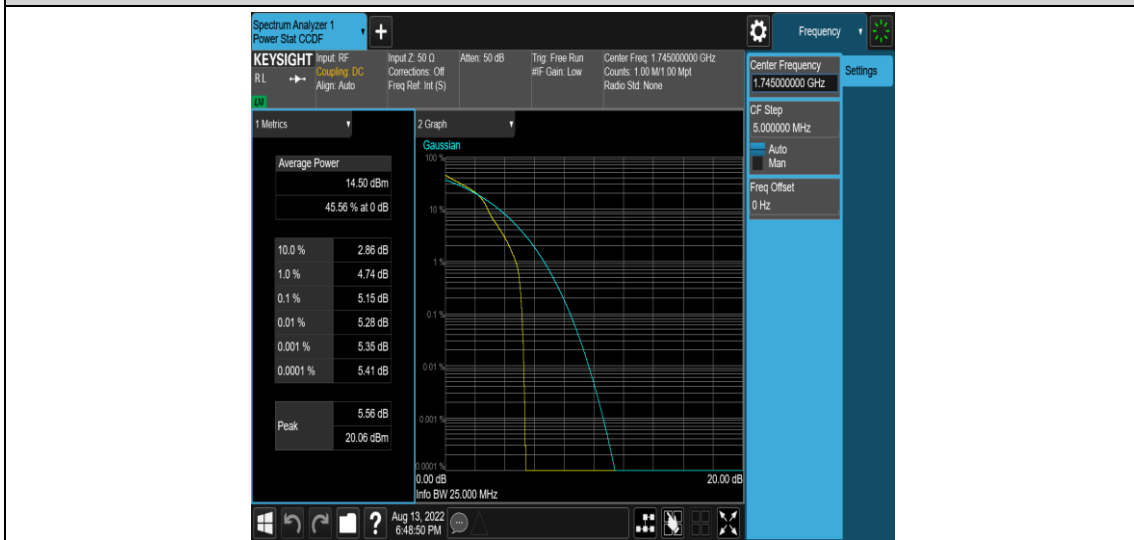 Spectrum Analyzer 1
Power Stat CCDF
+
Frequency
KEYSIGHT
RL
LXI
Input: RF
Coupling: DC
Align: Auto
Input Z: 50 Ω
Corrections: Off
Freq Ref: Int (S)
Atten: 50 dB
Trig: Free Run
#IF Gain: Low
Center Freq: 1.745000000 GHz
Counts: 1.00 M/1.00 Mpt
Radio Std: None
Center Frequency
1.745000000 GHz
Settings
CF Step
5.000000 MHz
Auto
Man
Freq Offset
0 Hz
1 Metrics
Average Power
14.50 dBm
45.56 % at 0 dB
10.0 % 2.86 dB
1.0 % 4.74 dB
0.1 % 5.15 dB
0.01 % 5.28 dB
0.001 % 5.35 dB
0.0001 % 5.41 dB
Peak
5.56 dB
20.06 dBm
2 Graph
Gaussian
100 %
10 %
1 %
0.1 %
0.01 %
0.001 %
0.0001 %
0.00 dB 20.00 dB
Info BW 25.000 MHz
?
Aug 13, 2022
6:48:50 PM